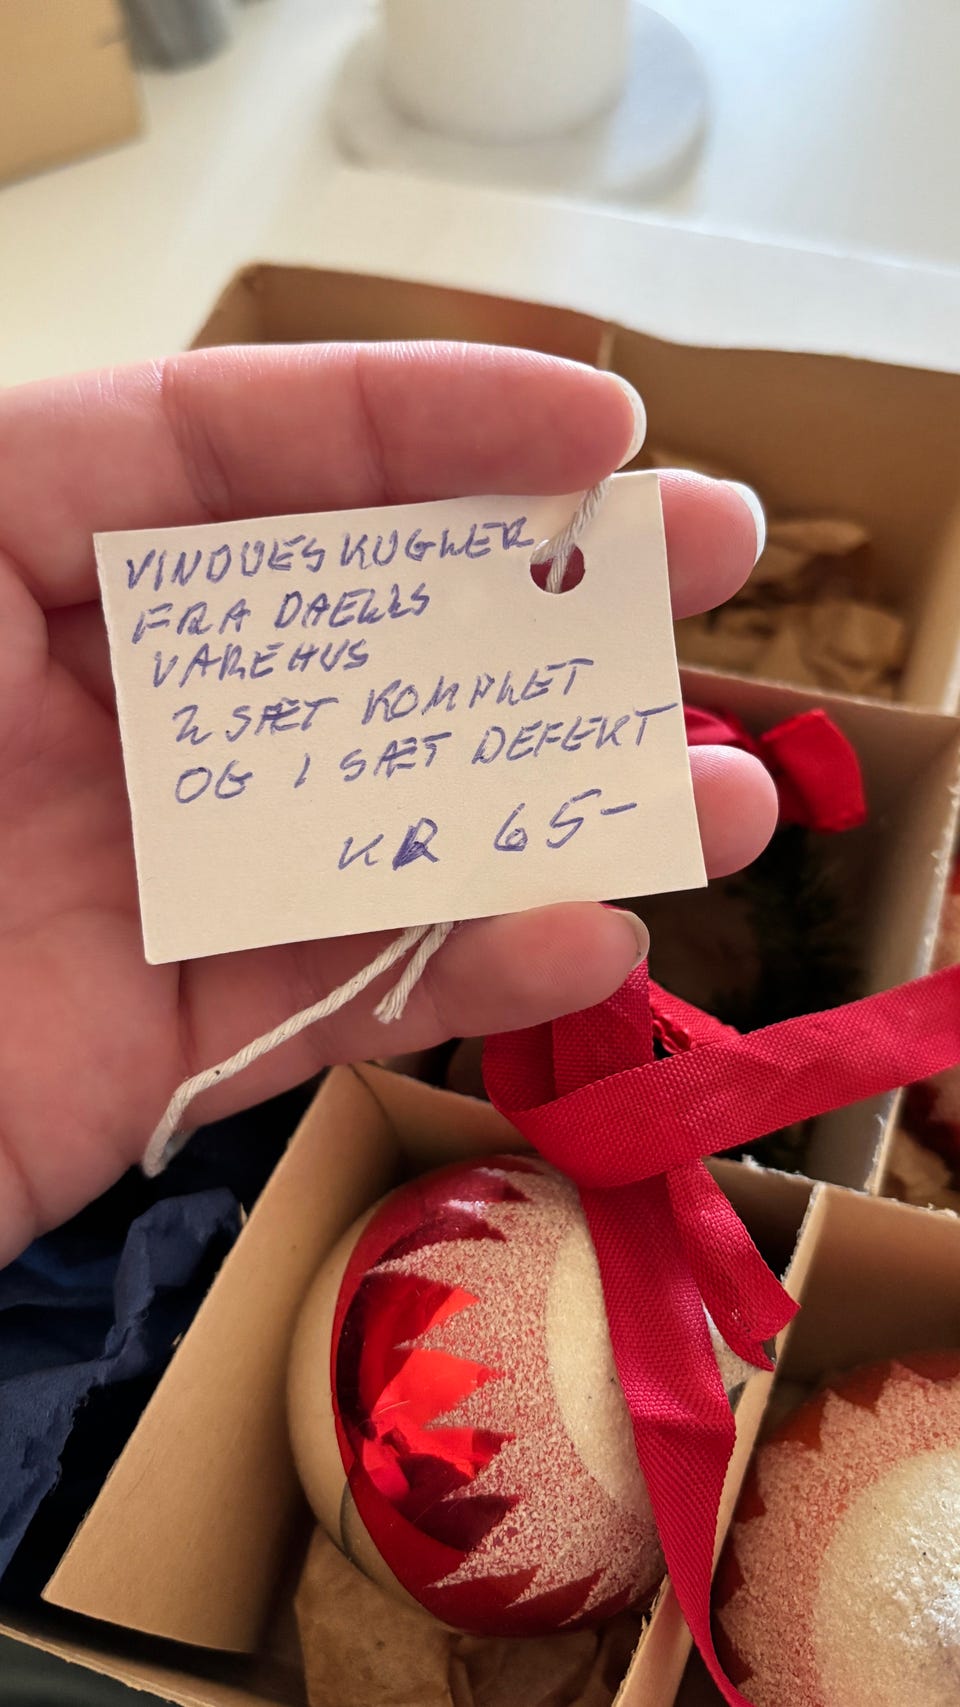 VINDUESKUGLER
FRA DAELLS
VAREHUS
2 SÆT KOMPLET
OG 1 SÆT DEFEKT
KR 65-